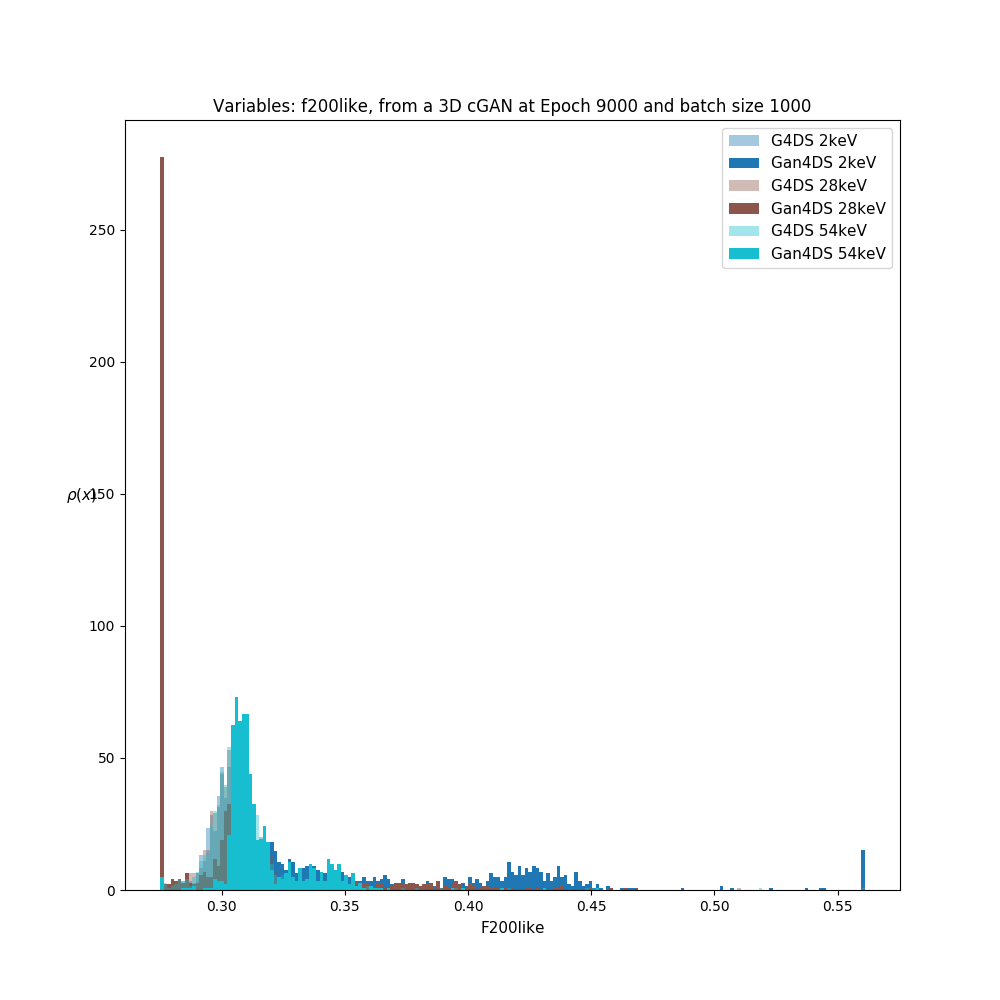 Variables: f200like, from a 3D cGAN at Epoch 9000 and batch size 1000
G4DS 2keV
Gan4DS 2keV
G4DS 28keV
Gan4DS 28keV
G4DS 54keV
Gan4DS 54keV
250
200
ρ(x)
150
100
50
0
0.30 0.35 0.40 0.45 0.50 0.55
F200like